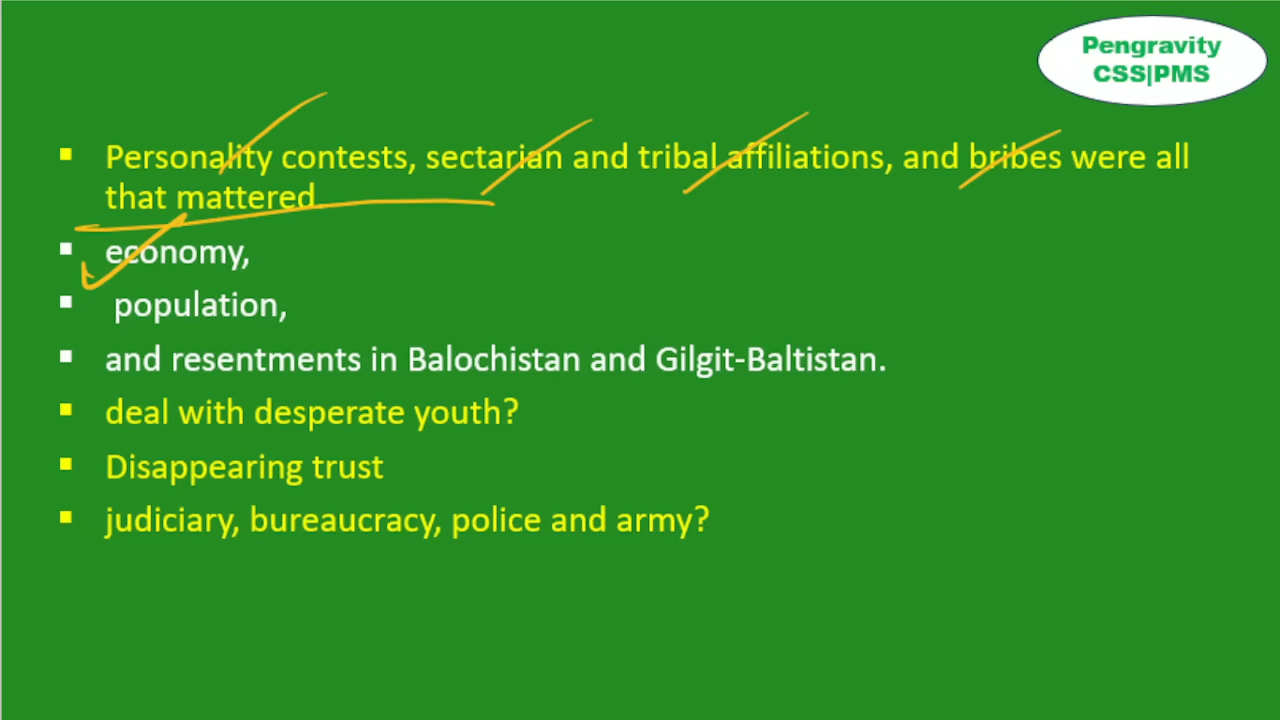 Pengravity
CSS|PMS
▪ Personality contests, sectarian and tribal affiliations, and bribes were all
that mattered.
▪ economy,
▪ population,
▪ and resentments in Balochistan and Gilgit-Baltistan.
▪ deal with desperate youth?
▪ Disappearing trust
▪ judiciary, bureaucracy, police and army?